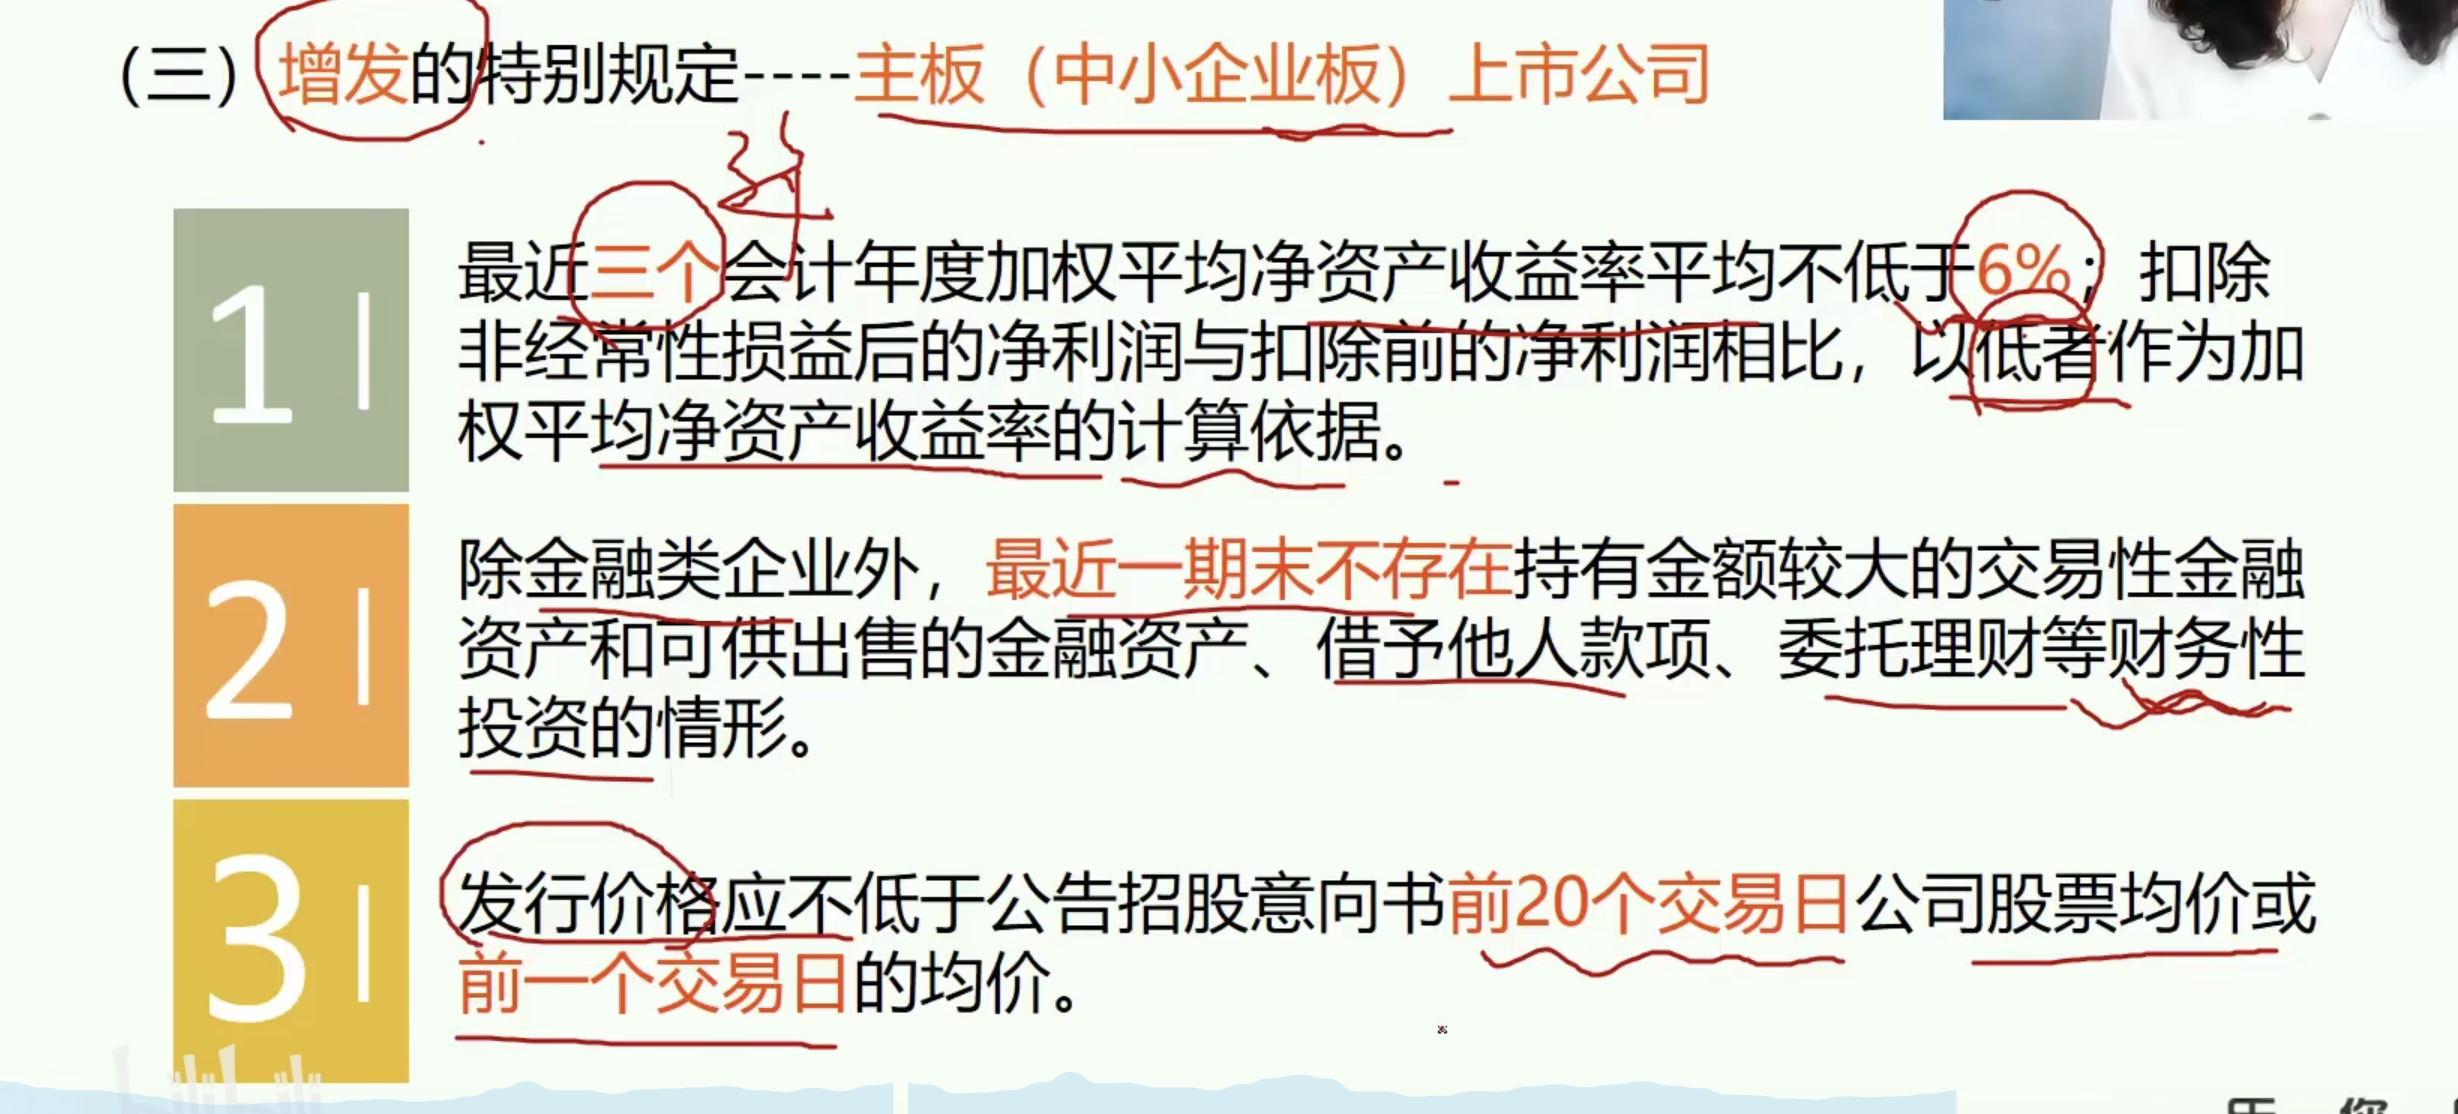 (三)增发的特别规定----主板（中小企业板）上市公司
1
最近三个会计年度加权平均净资产收益率平均不低于6%；扣除
非经常性损益后的净利润与扣除前的净利润相比，以低者作为加
权平均净资产收益率的计算依据。
2
除金融类企业外，最近一期末不存在持有金额较大的交易性金融
资产和可供出售的金融资产、借予他人款项、委托理财等财务性
投资的情形。
3
发行价格应不低于公告招股意向书前20个交易日公司股票均价或
前一个交易日的均价。
bilibili